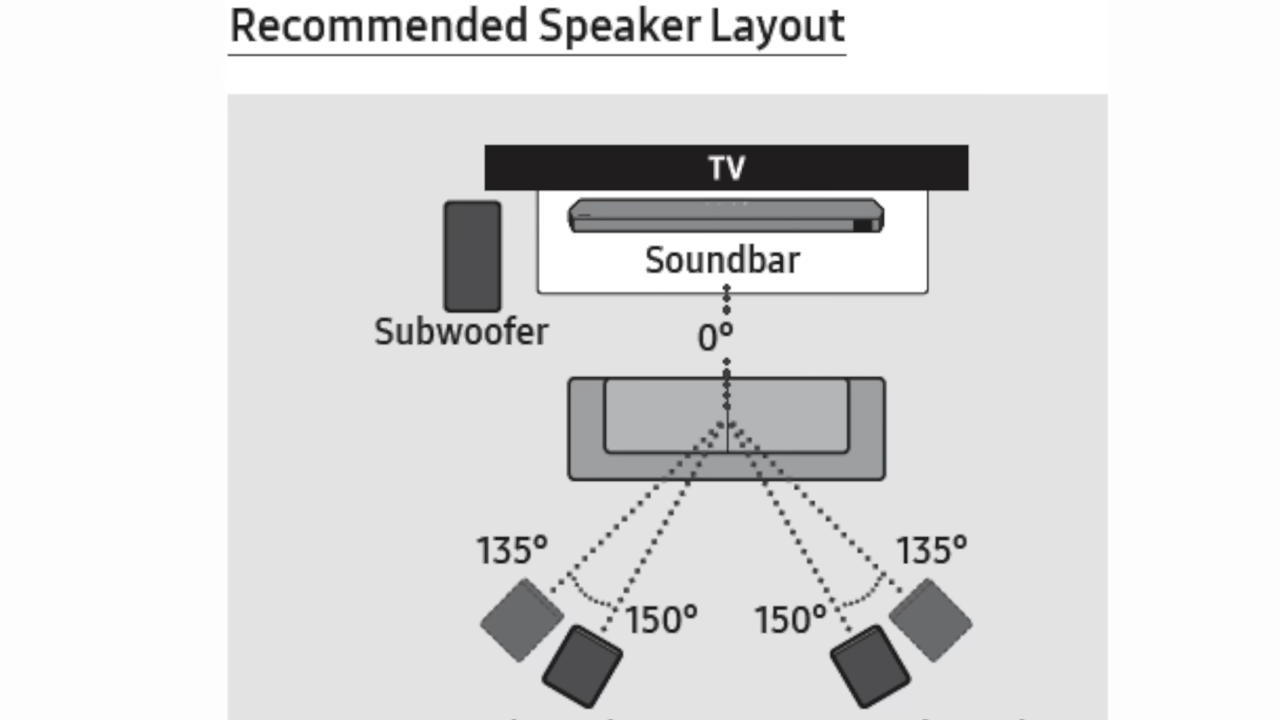 Recommended Speaker Layout
TV
Soundbar
Subwoofer
0°
135° 135°
150° 150°